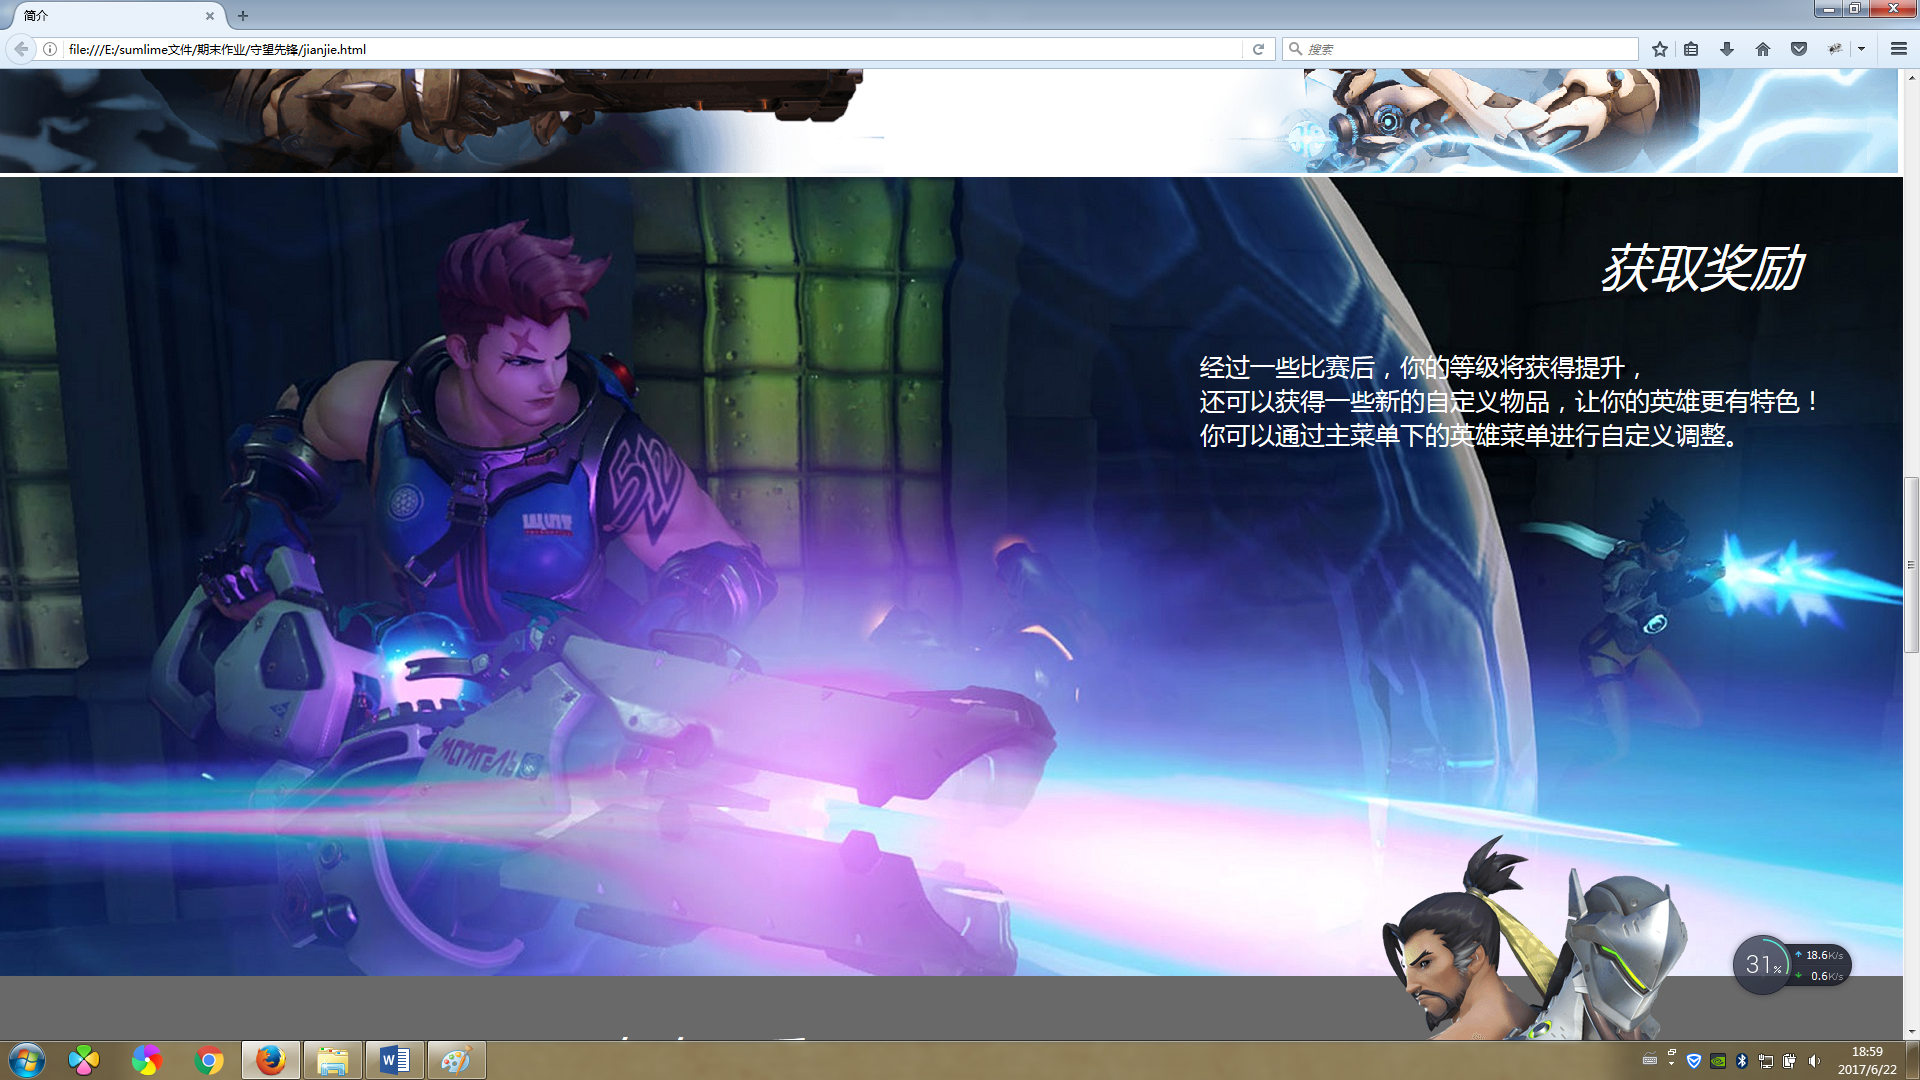 简介
file:///E:/sumlime文件/期末作业/守望先锋/jianjie.html
搜索
获取奖励
经过一些比赛后，你的等级将获得提升，
还可以获得一些新的自定义物品，让你的英雄更有特色！
你可以通过主菜单下的英雄菜单进行自定义调整。
512
31%
18.6K/s
0.6K/s
18:59
2017/6/22